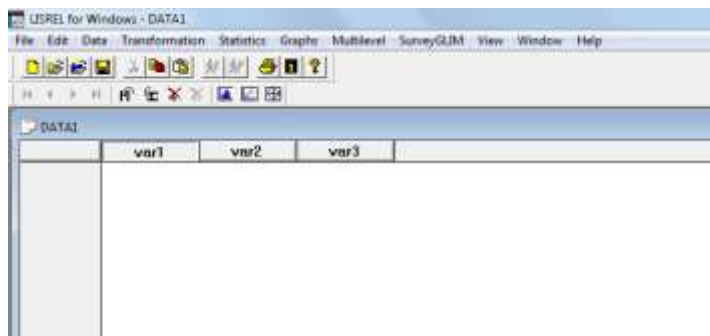 LISREL for Windows - DATA1
File Edit Data Transformation Statistics Graphs Multilevel SurveyGLIM View Window Help
DATA1
var1 var2 var3